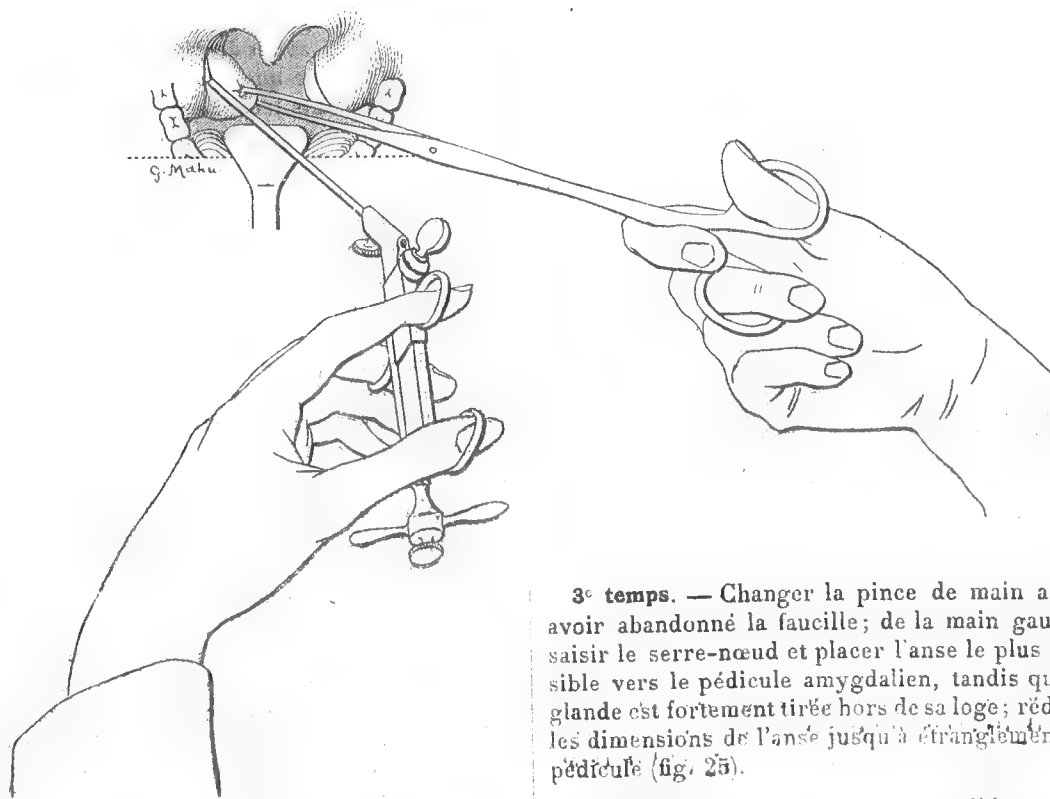 G. Mahu.
3e temps. — Changer la pince de main a
avoir abandonné la faucille; de la main gau
saisir le serre-nœud et placer l'anse le plus
sible vers le pédicule amygdalien, tandis qu
glande est fortement tirée hors de sa loge; réd
les dimensions de l'anse jusqu'à étranglemen
pédicule (fig. 25).